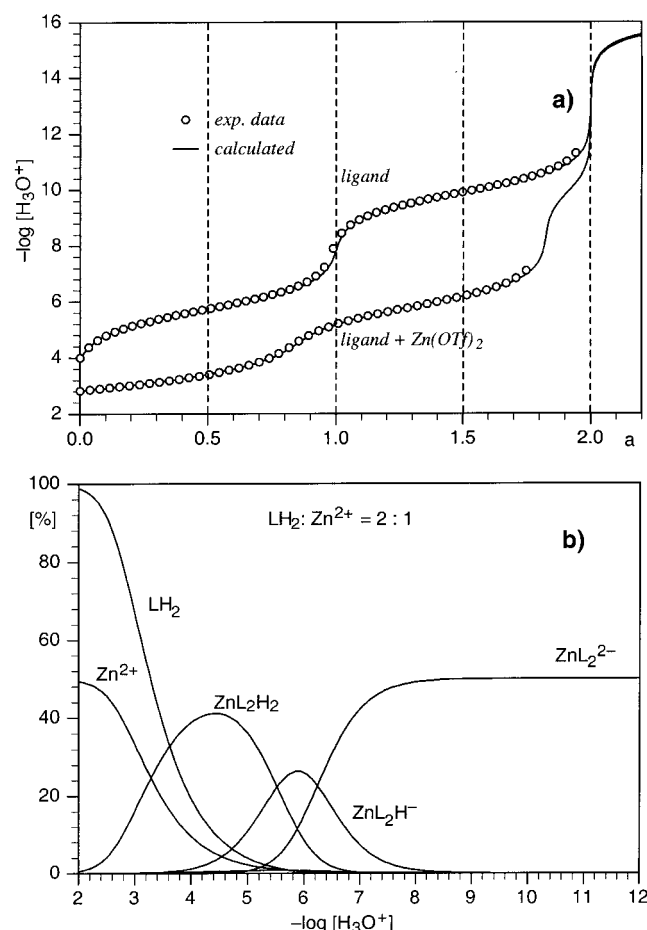 16
14
12
10
8
6
4
2
–log [H₃O⁺]
a)
exp. data
calculated
ligand
ligand + Zn(OTf)₂
0.0 0.5 1.0 1.5 2.0 a
100
[%]
80
60
40
20
0
LH₂: Zn²⁺ = 2 : 1
b)
LH₂
Zn²⁺
ZnL₂H₂
ZnL₂²⁻
ZnL₂H⁻
2 3 4 5 6 7 8 9 10 11 12
–log [H₃O⁺]